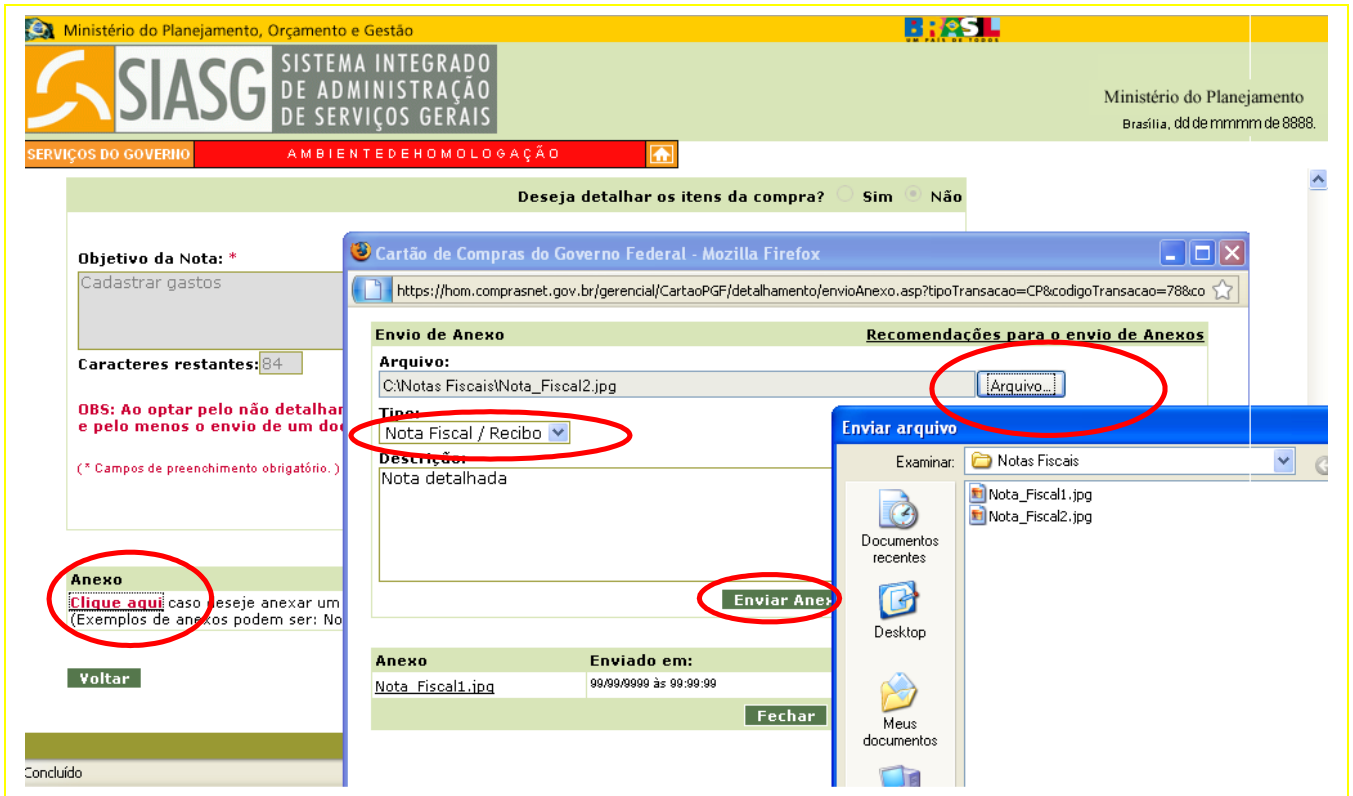 Ministério do Planejamento, Orçamento e Gestão
BRASIL
UM PAÍS DE TODOS
SIASG
SISTEMA INTEGRADO
DE ADMINISTRAÇÃO
DE SERVIÇOS GERAIS
Ministério do Planejamento
Brasília, dd de mmmm de 8888.
SERVIÇOS DO GOVERNO
AMBIENTEDEHOMOLOGAÇÃO
Deseja detalhar os itens da compra? Sim Não
Objetivo da Nota: *
Cadastrar gastos
Caracteres restantes: 84
OBS: Ao optar pelo não detalhar
e pelo menos o envio de um do
(* Campos de preenchimento obrigatório.)
Anexo
Clique aqui caso deseje anexar um
(Exemplos de anexos podem ser: No
Voltar
Concluído
Cartão de Compras do Governo Federal - Mozilla Firefox
https://hom.comprasnet.gov.br/gerencial/CartaoPGF/detalhamento/envioAnexo.asp?tipoTransacao=CP&codigoTransacao=78&co
Envio de Anexo
Recomendações para o envio de Anexos
Arquivo:
C:\Notas Fiscais\Nota_Fiscal2.jpg
Arquivo...
Tipo:
Nota Fiscal / Recibo
Descrição:
Nota detalhada
Enviar Anex
Anexo Enviado em:
Nota_Fiscal1.jpg 99/99/9999 às 99:99:99
Fechar
Enviar arquivo
Examinar: Notas Fiscais
Nota_Fiscal1.jpg
Nota_Fiscal2.jpg
Documentos
recentes
Desktop
Meus
documentos